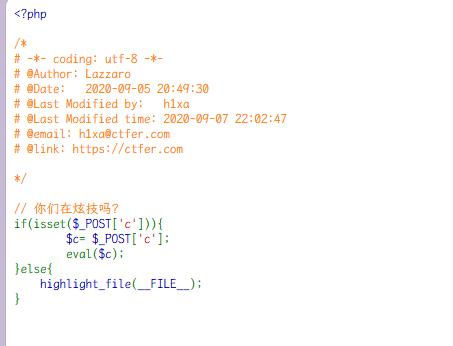 <?php
/*
# -*- coding: utf-8 -*-
# @Author: Lazzaro
# @Date:   2020-09-05 20:49:30
# @Last Modified by:   h1xa
# @Last Modified time: 2020-09-07 22:02:47
# @email: h1xa@ctfer.com
# @link: https://ctfer.com
*/
// 你们在炫技吗？
if(isset($_POST['c'])){
        $c= $_POST['c'];
        eval($c);
}else{
    highlight_file(__FILE__);
}